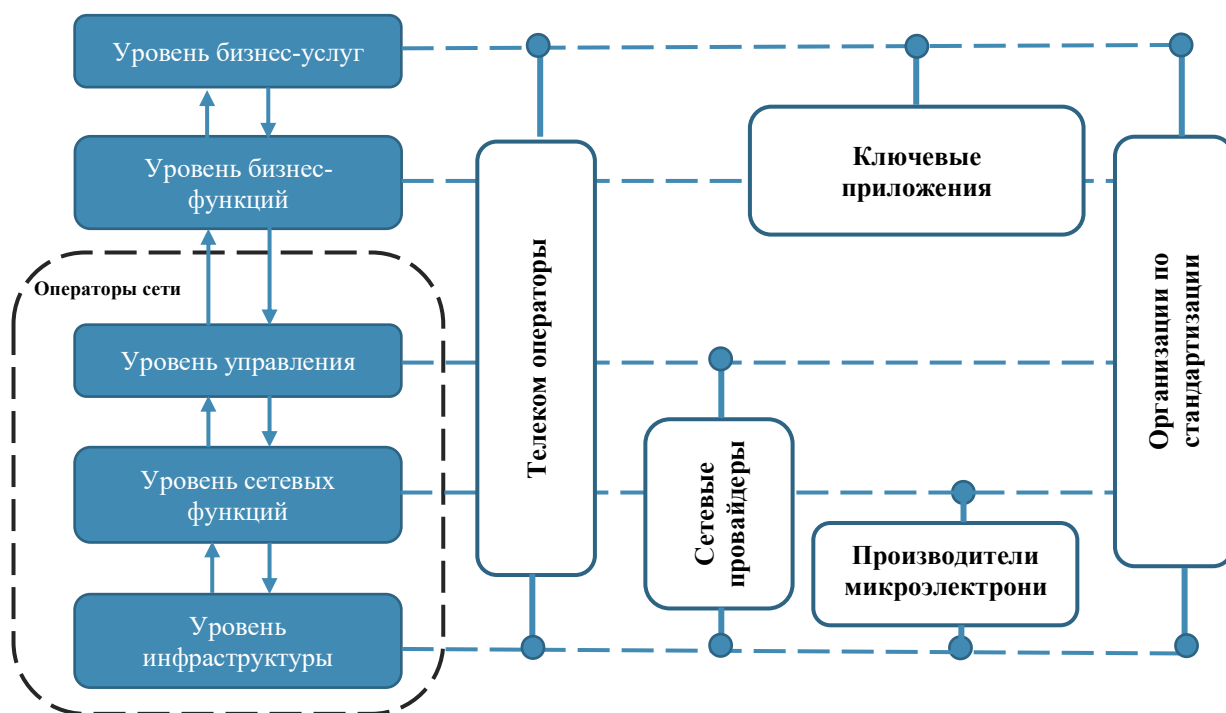 Уровень бизнес-услуг
Уровень бизнес-
функций
Операторы сети
Уровень управления
Уровень сетевых
функций
Уровень
инфраструктуры
Телеком операторы
Сетевые
провайдеры
Ключевые
приложения
Производители
микроэлектрони
Организации по
стандартизации